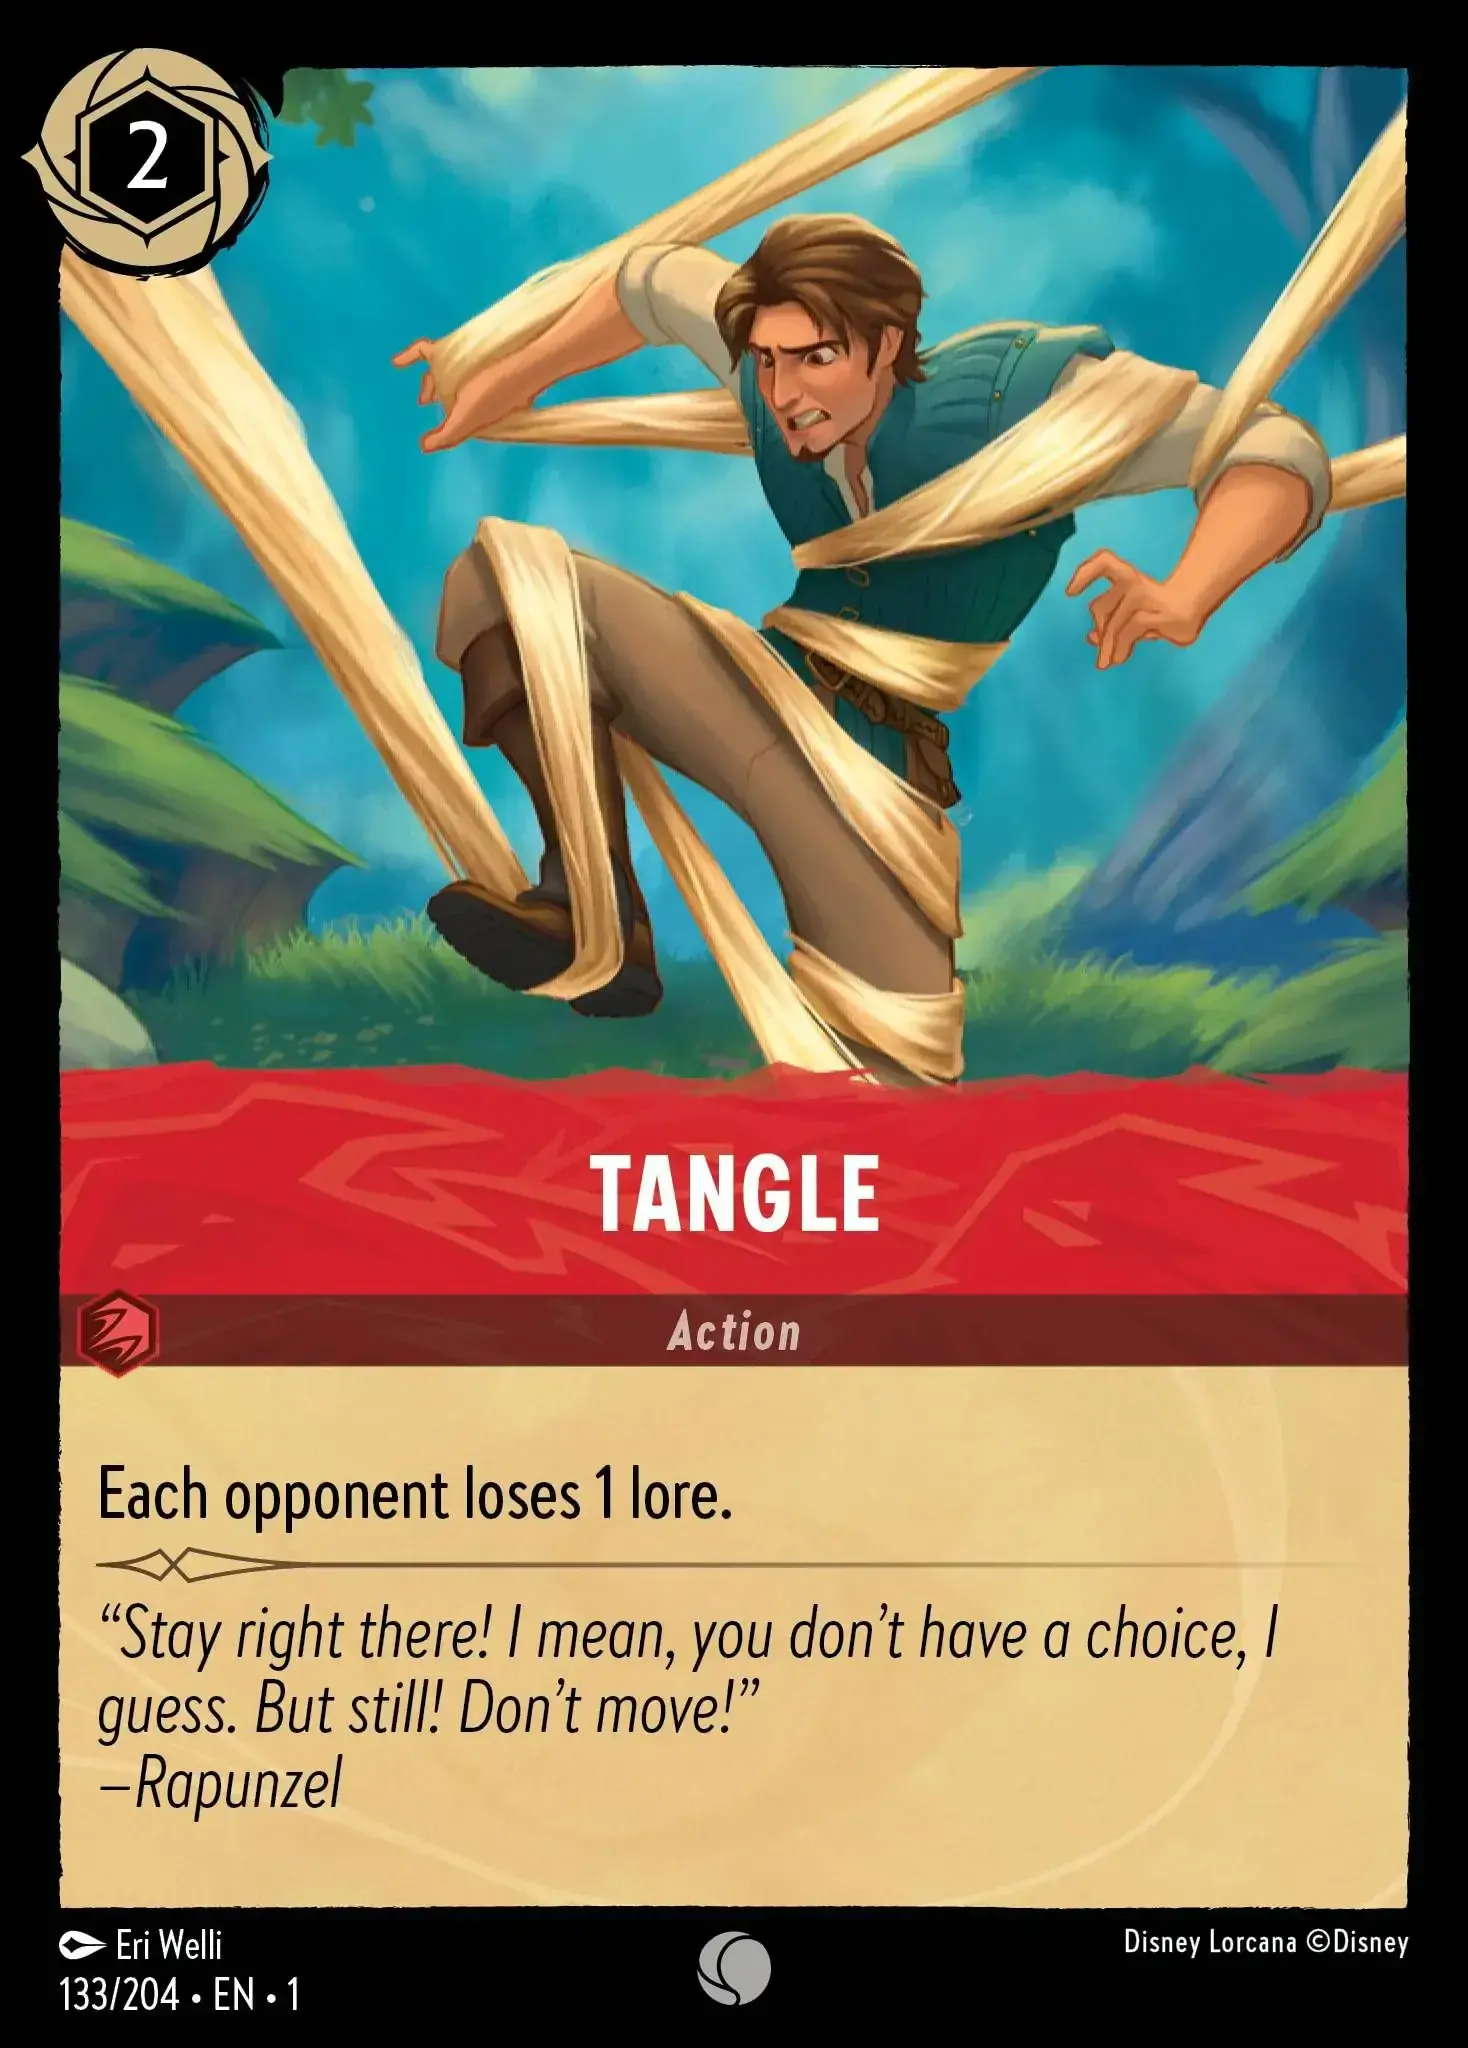 2
TANGLE
Action
Each opponent loses 1 lore.
“Stay right there! I mean, you don’t have a choice, I
guess. But still! Don’t move!”
–Rapunzel
Eri Welli
Disney Lorcana ©Disney
133/204 • EN • 1